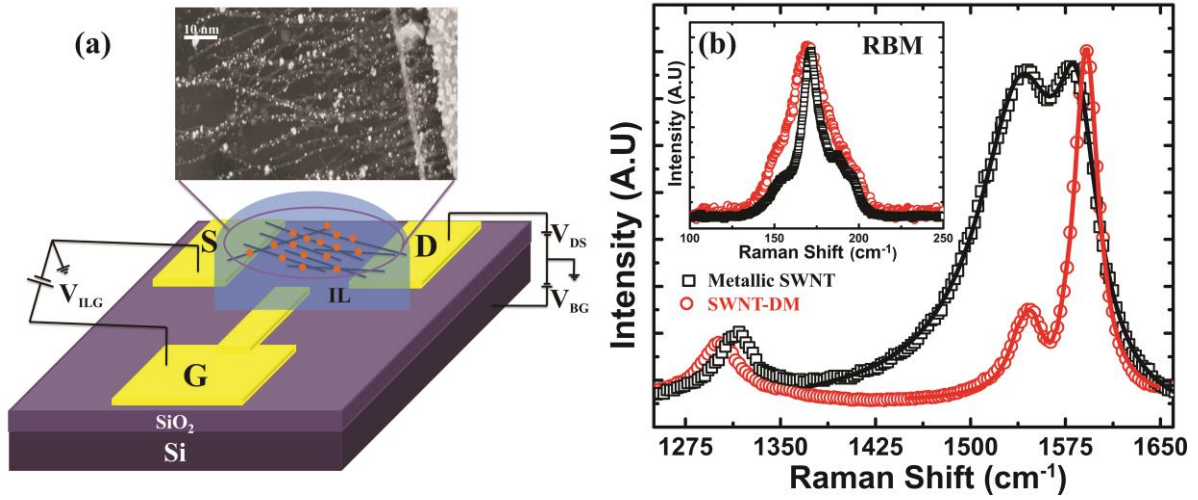 (a)
10 nm
S
D
V_DS
IL
V_BG
V_ILG
G
SiO₂
Si
(b)
RBM
Intensity (A.U)
100 150 200 250
Raman Shift (cm⁻¹)
Metallic SWNT
SWNT-DM
Intensity (A.U)
1275 1350 1425 1500 1575 1650
Raman Shift (cm⁻¹)